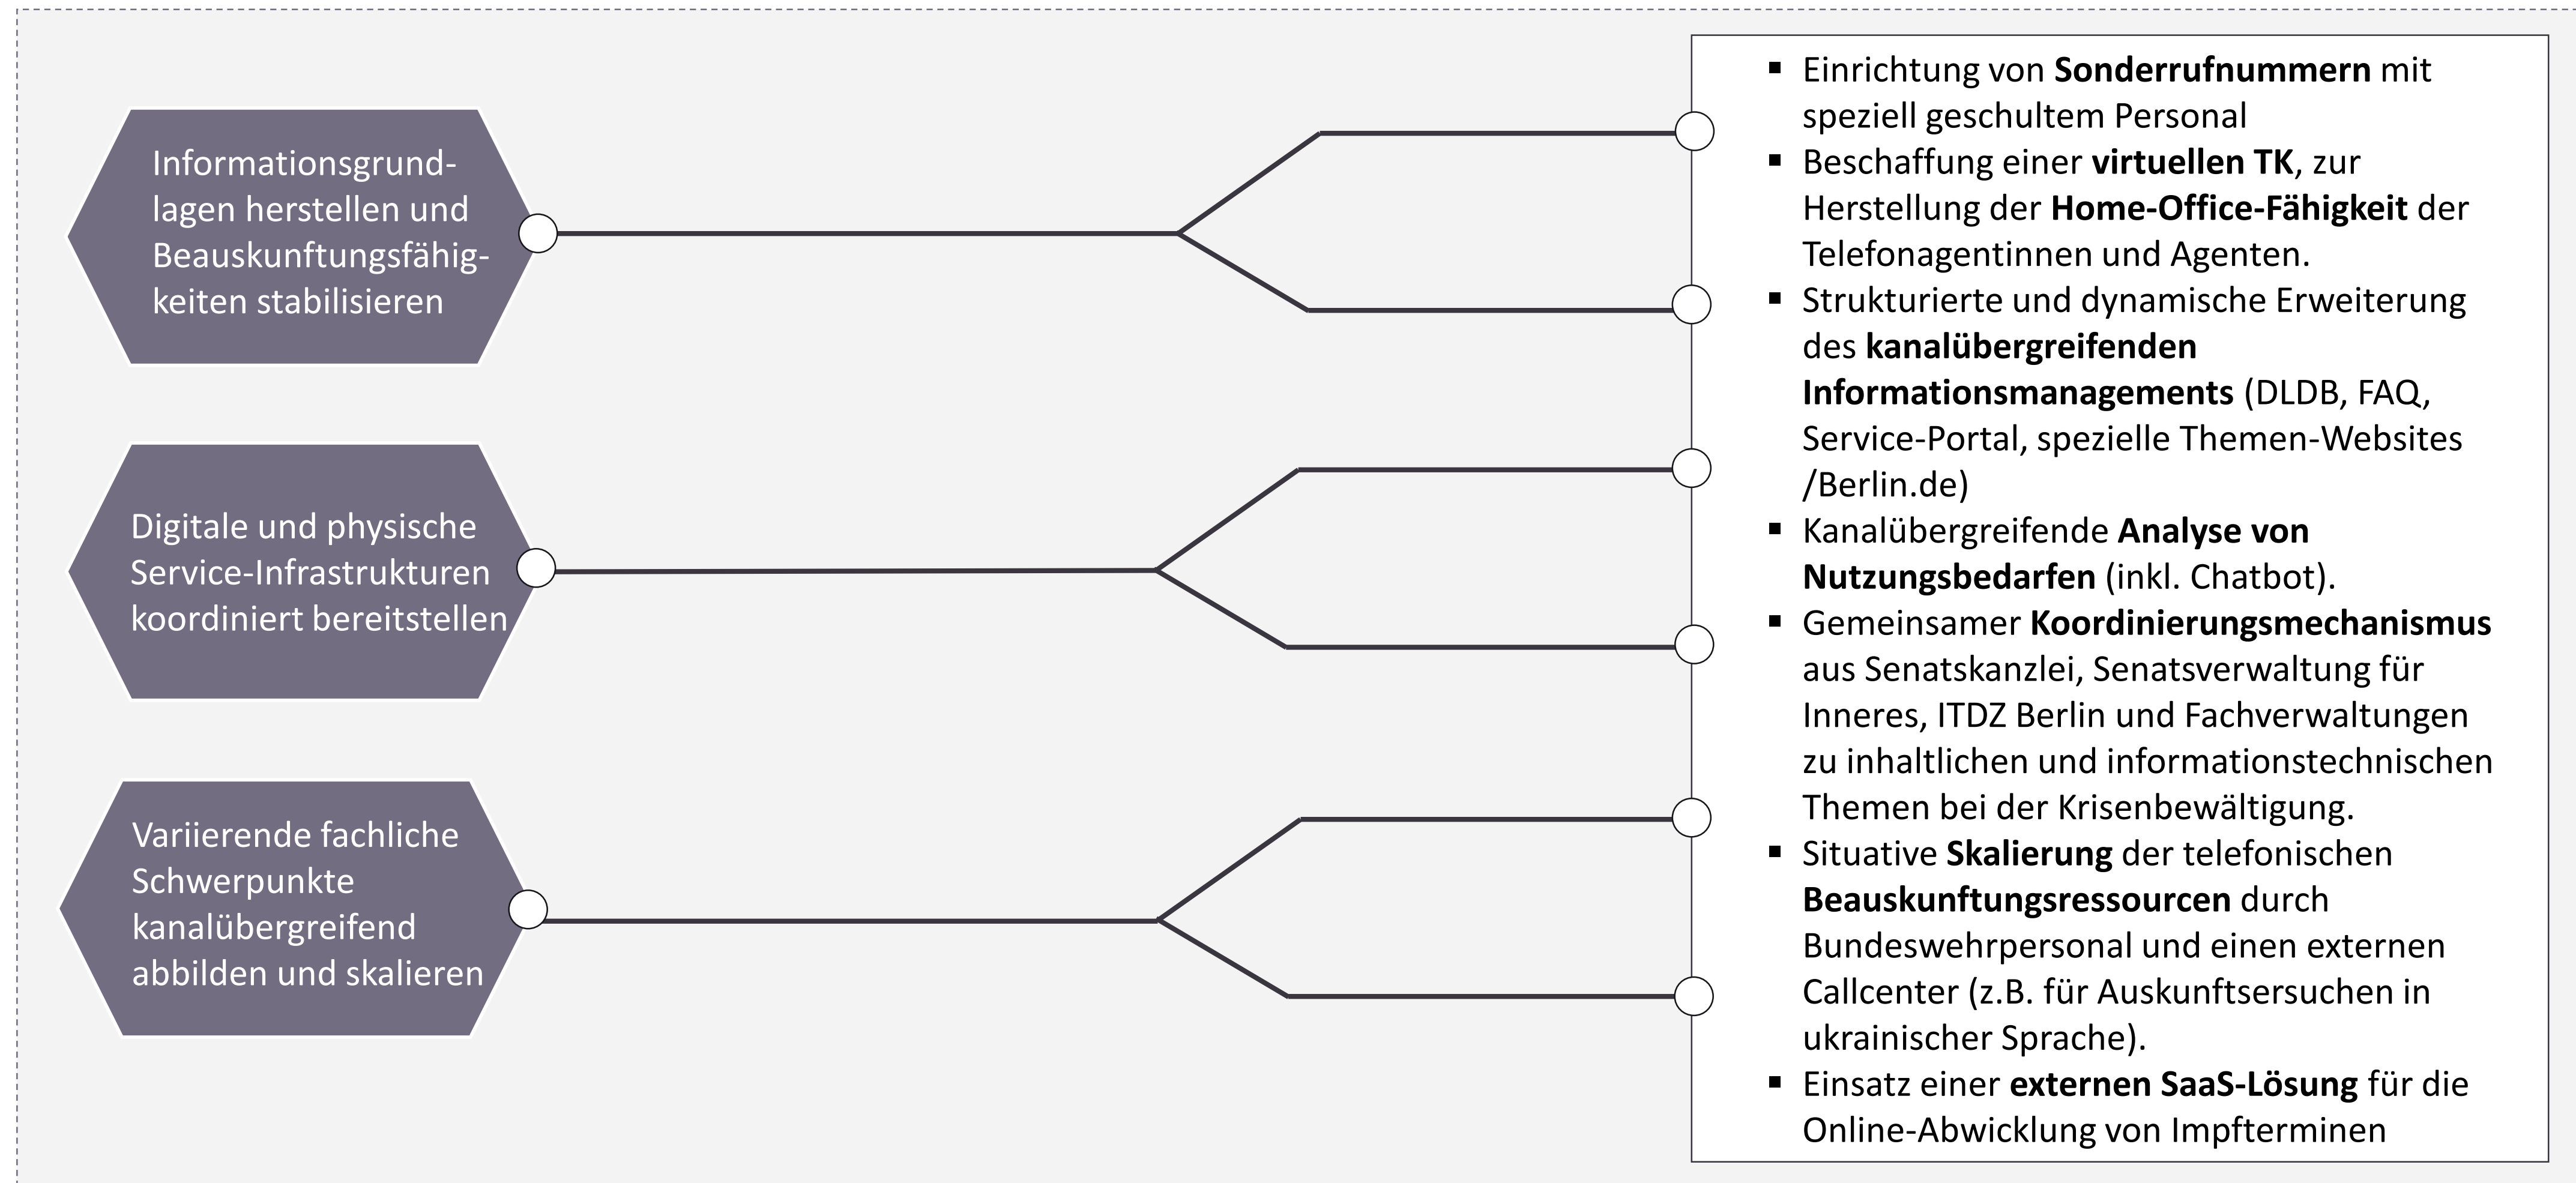 Informationsgrund-
lagen herstellen und
Beauskunftungsfähig-
keiten stabilisieren
Digitale und physische
Service-Infrastrukturen
koordiniert bereitstellen
Variierende fachliche
Schwerpunkte
kanalübergreifend
abbilden und skalieren
▪ Einrichtung von Sonderrufnummern mit
speziell geschultem Personal
▪ Beschaffung einer virtuellen TK, zur
Herstellung der Home-Office-Fähigkeit der
Telefonagentinnen und Agenten.
▪ Strukturierte und dynamische Erweiterung
des kanalübergreifenden
Informationsmanagements (DLDB, FAQ,
Service-Portal, spezielle Themen-Websites
/Berlin.de)
▪ Kanalübergreifende Analyse von
Nutzungsbedarfen (inkl. Chatbot).
▪ Gemeinsamer Koordinierungsmechanismus
aus Senatskanzlei, Senatsverwaltung für
Inneres, ITDZ Berlin und Fachverwaltungen
zu inhaltlichen und informationstechnischen
Themen bei der Krisenbewältigung.
▪ Situative Skalierung der telefonischen
Beauskunftungsressourcen durch
Bundeswehrpersonal und einen externen
Callcenter (z.B. für Auskunftsersuchen in
ukrainischer Sprache).
▪ Einsatz einer externen SaaS-Lösung für die
Online-Abwicklung von Impfterminen